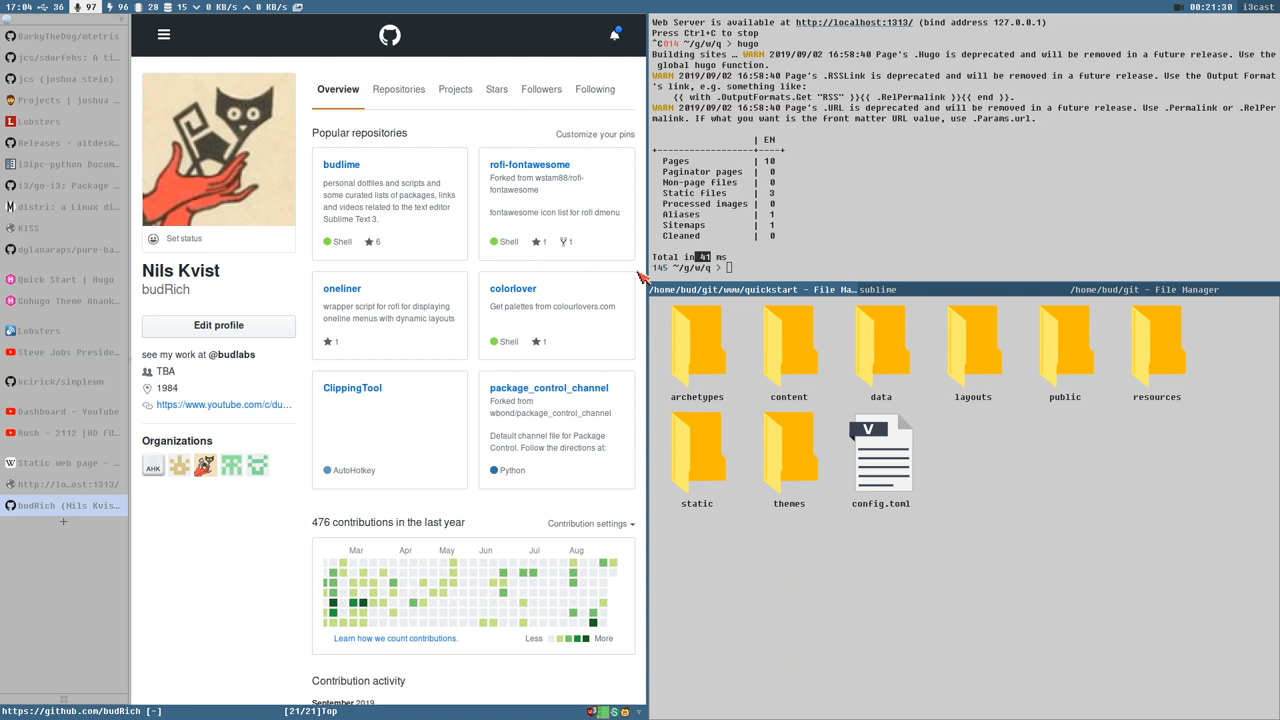 17:04 36 97 96 28 15 0 KB/s 0 KB/s
00:21:30 i3cast
BarkyTheDog/mtetris
jcs/sdorfehs: A ti…
jcs (joshua stein)
Projects | joshua …
Lobsters
Releases · altdesk…
i3ipc-python Docum…
i3/go-i3: Package …
distri: a Linux di…
KISS
dylamaraps/pure-ba…
Quick Start | Hugo
Gohugo Theme Anank…
Lobsters
Steve Jobs Preside…
kcirick/simplewm
Dashboard - YouTube
Rush - 2112 [HD FU…
Static web page - …
http://lo…est:1313/
budRich (Nils Kvis…
Overview Repositories Projects Stars Followers Following
Popular repositories
Customize your pins
budlime
personal dotfiles and scripts and
some curated lists of packages, links
and videos related to the text editor
Sublime Text 3.
Shell 6
rofi-fontawesome
Forked from wstam88/rofi-
fontawesome
fontawesome icon list for rofi dmenu
Shell 1 1
Set status
Nils Kvist
budRich
Edit profile
see my work at @budlabs
TBA
1984
https://www.youtube.com/c/du…
Organizations
AHK
oneliner
wrapper script for rofi for displaying
oneline menus with dynamic layouts
1
colorlover
Get palettes from colourlovers.com
Shell 1
ClippingTool
AutoHotkey
package_control_channel
Forked from
wbond/package_control_channel
Default channel file for Package
Control. Follow the directions at:
Python
476 contributions in the last year
Contribution settings
Mar Apr May Jun Jul Aug
Learn how we count contributions.
Less More
Contribution activity
September 2019
https://github.com/budRich [-]
[21/21]Top
Web Server is available at http://localhost:1313/ (bind address 127.0.0.1)
Press Ctrl+C to stop
^C014 ~/g/w/q > hugo
Building sites … WARN 2019/09/02 16:58:40 Page's .Hugo is deprecated and will be removed in a future release. Use the
global hugo function.
WARN 2019/09/02 16:58:40 Page's .RSSLink is deprecated and will be removed in a future release. Use the Output Format
's link, e.g. something like:
{{ with .OutputFormats.Get "RSS" }}{{ .RelPermalink }}{{ end }}.
WARN 2019/09/02 16:58:40 Page's .URL is deprecated and will be removed in a future release. Use .Permalink or .RelPer
malink. If what you want is the front matter URL value, use .Params.url.
| EN
+------------------+----+
Pages | 10
Paginator pages | 0
Non-page files | 0
Static files | 3
Processed images | 0
Aliases | 1
Sitemaps | 1
Cleaned | 0
Total in 41 ms
145 ~/g/w/q >
/home/bud/git/www/quickstart - File Ma… sublime /home/bud/git - File Manager
archetypes content data layouts public resources
V
static themes config.toml